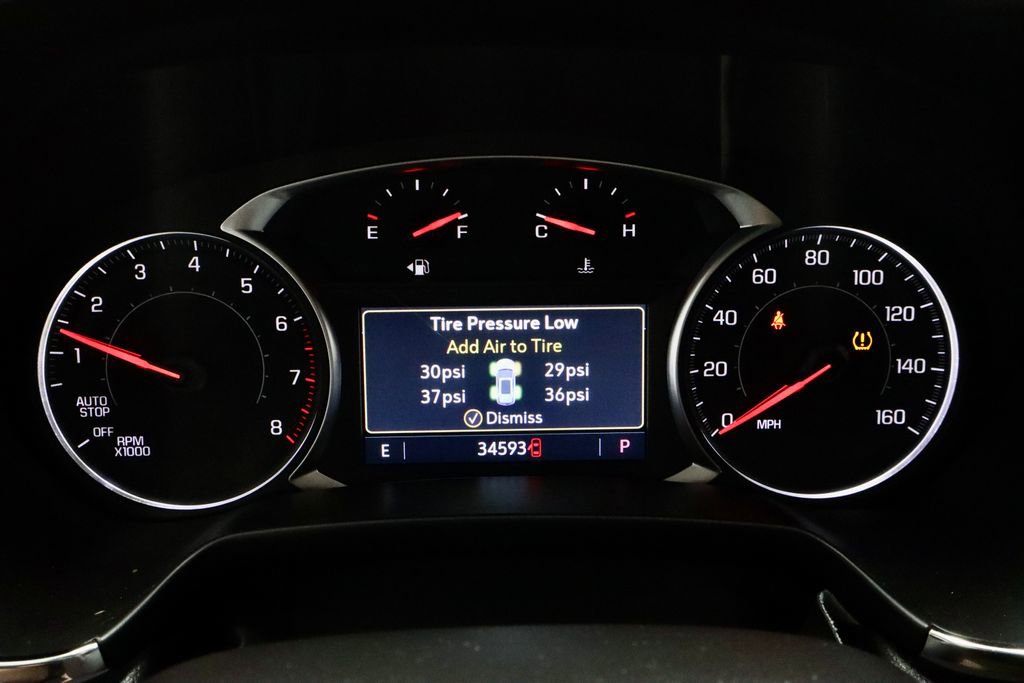 E F
C H
1 2 3 4 5 6 7 8
AUTO
STOP
OFF
RPM
X1000
Tire Pressure Low
Add Air to Tire
30psi 29psi
37psi 36psi
Dismiss
E 34593 P
0 20 40 60 80 100 120 140 160
MPH